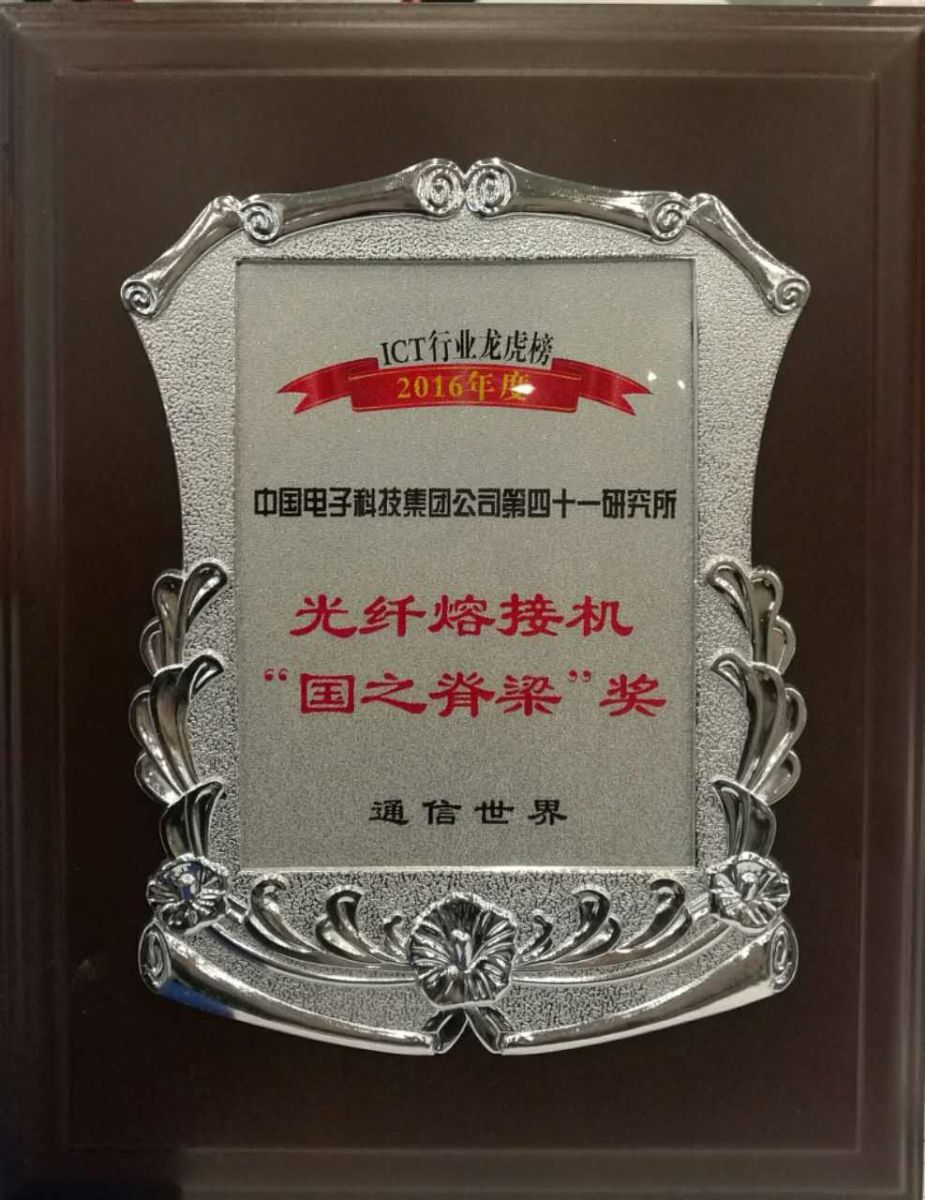 ICT行业龙虎榜
2016年度
中国电子科技集团公司第四十一研究所
光纤熔接机
“国之脊梁”奖
通信世界